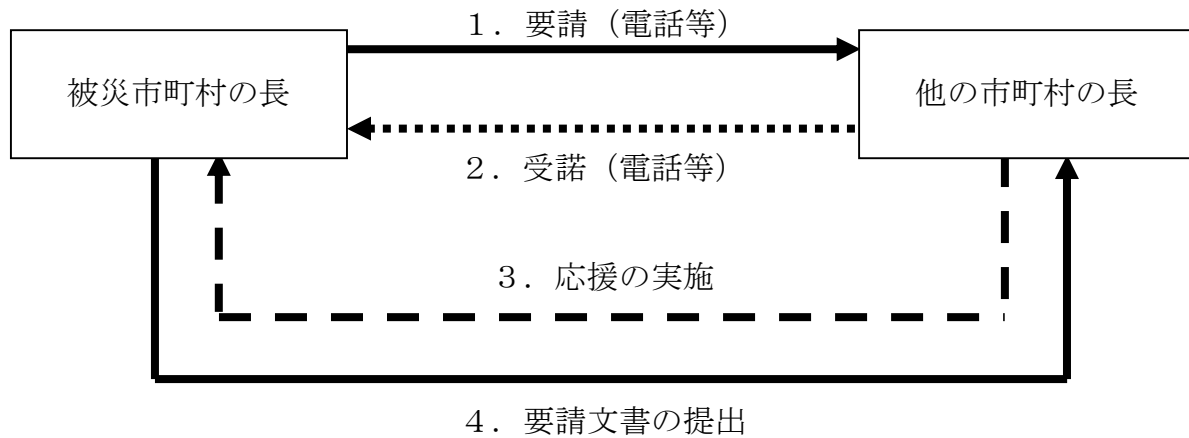 １．要請（電話等）
被災市町村の長
他の市町村の長
２．受諾（電話等）
３．応援の実施
４．要請文書の提出